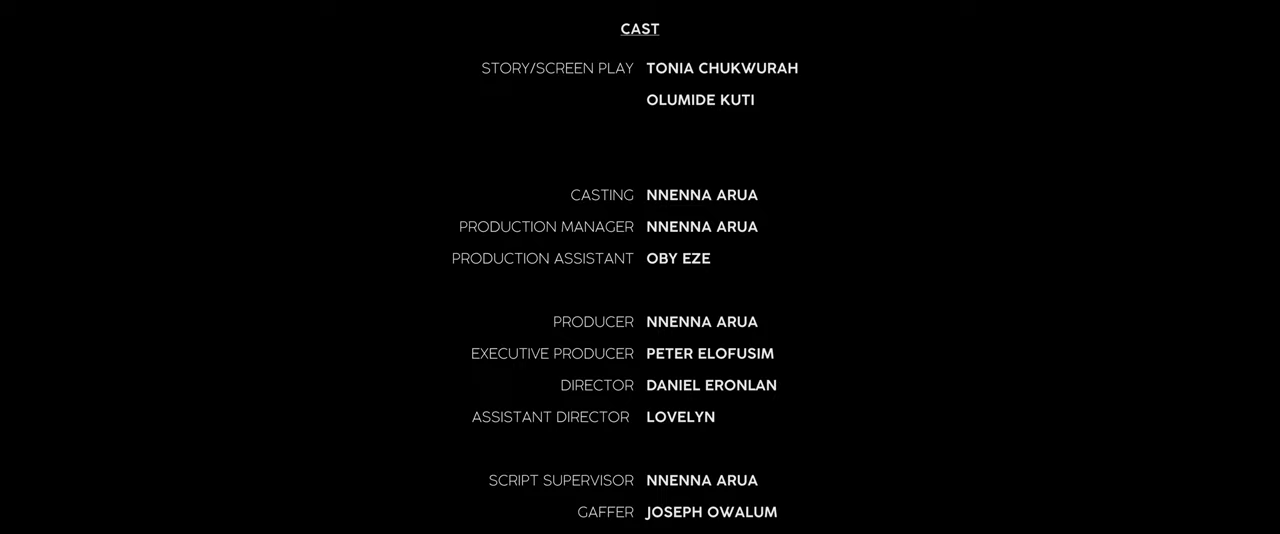 CAST
STORY/SCREEN PLAY TONIA CHUKWURAH
OLUMIDE KUTI
CASTING NNENNA ARUA
PRODUCTION MANAGER NNENNA ARUA
PRODUCTION ASSISTANT OBY EZE
PRODUCER NNENNA ARUA
EXECUTIVE PRODUCER PETER ELOFUSIM
DIRECTOR DANIEL ERONLAN
ASSISTANT DIRECTOR LOVELYN
SCRIPT SUPERVISOR NNENNA ARUA
GAFFER JOSEPH OWALUM